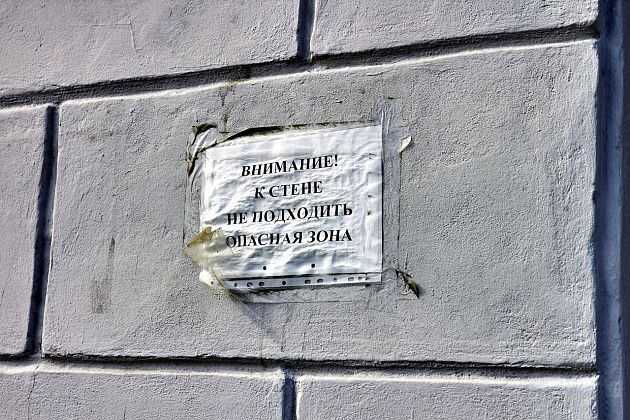 ВНИМАНИЕ!
К СТЕНЕ
НЕ ПОДХОДИТЬ
ОПАСНАЯ ЗОНА